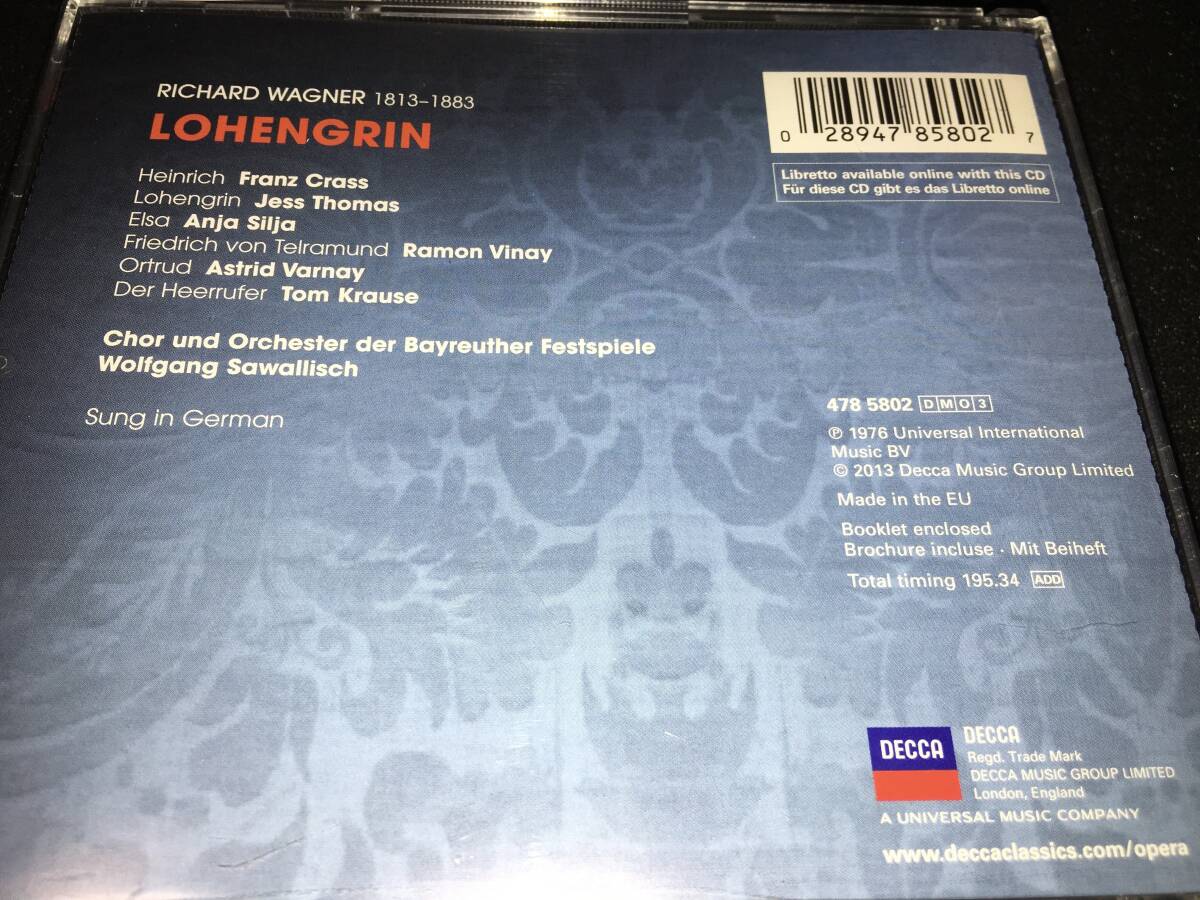 RICHARD WAGNER 1813–1883
LOHENGRIN
Heinrich Franz Crass
Lohengrin Jess Thomas
Elsa Anja Silja
Friedrich von Telramund Ramon Vinay
Ortrud Astrid Varnay
Der Heerrufer Tom Krause
Chor und Orchester der Bayreuther Festspiele
Wolfgang Sawallisch
Sung in German
0 28947 85802 7
Libretto available online with this CD
Für diese CD gibt es das Libretto online
478 5802 D M O 3
℗ 1976 Universal International
Music BV
© 2013 Decca Music Group Limited
Made in the EU
Booklet enclosed
Brochure incluse · Mit Beiheft
Total timing 195.34 ADD
DECCA
DECCA
Regd. Trade Mark
DECCA MUSIC GROUP LIMITED
London, England
A UNIVERSAL MUSIC COMPANY
www.deccaclassics.com/opera